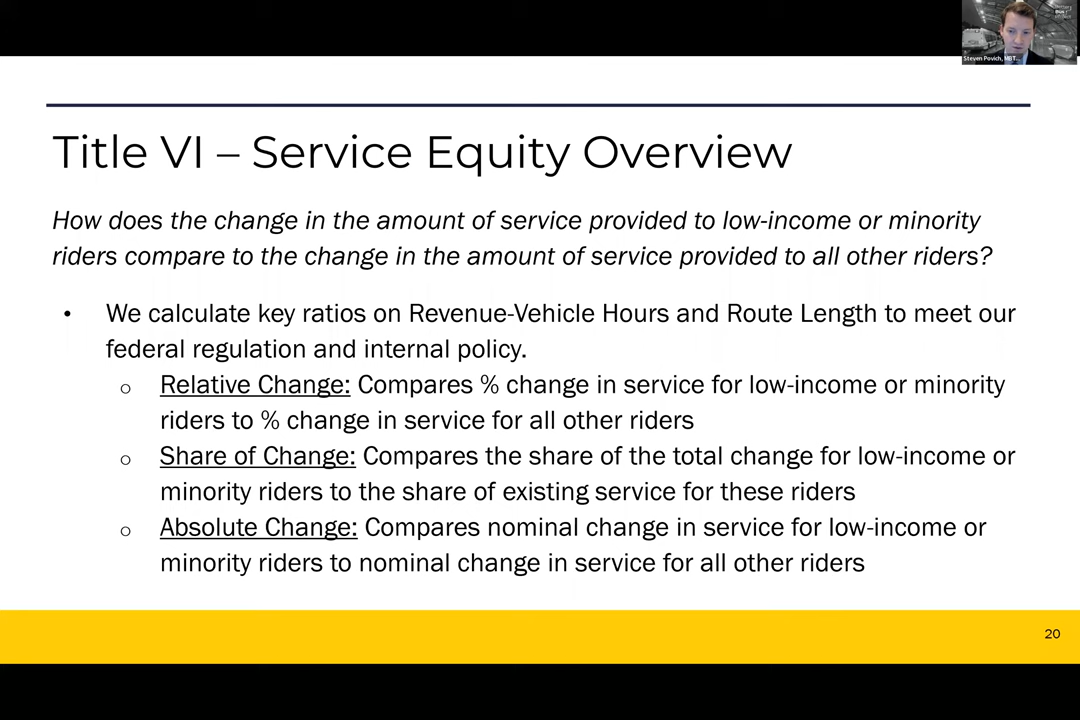 Steven Povich, MBT...
Title VI – Service Equity Overview
How does the change in the amount of service provided to low-income or minority
riders compare to the change in the amount of service provided to all other riders?
• We calculate key ratios on Revenue-Vehicle Hours and Route Length to meet our
federal regulation and internal policy.
o Relative Change: Compares % change in service for low-income or minority
riders to % change in service for all other riders
o Share of Change: Compares the share of the total change for low-income or
minority riders to the share of existing service for these riders
o Absolute Change: Compares nominal change in service for low-income or
minority riders to nominal change in service for all other riders
20